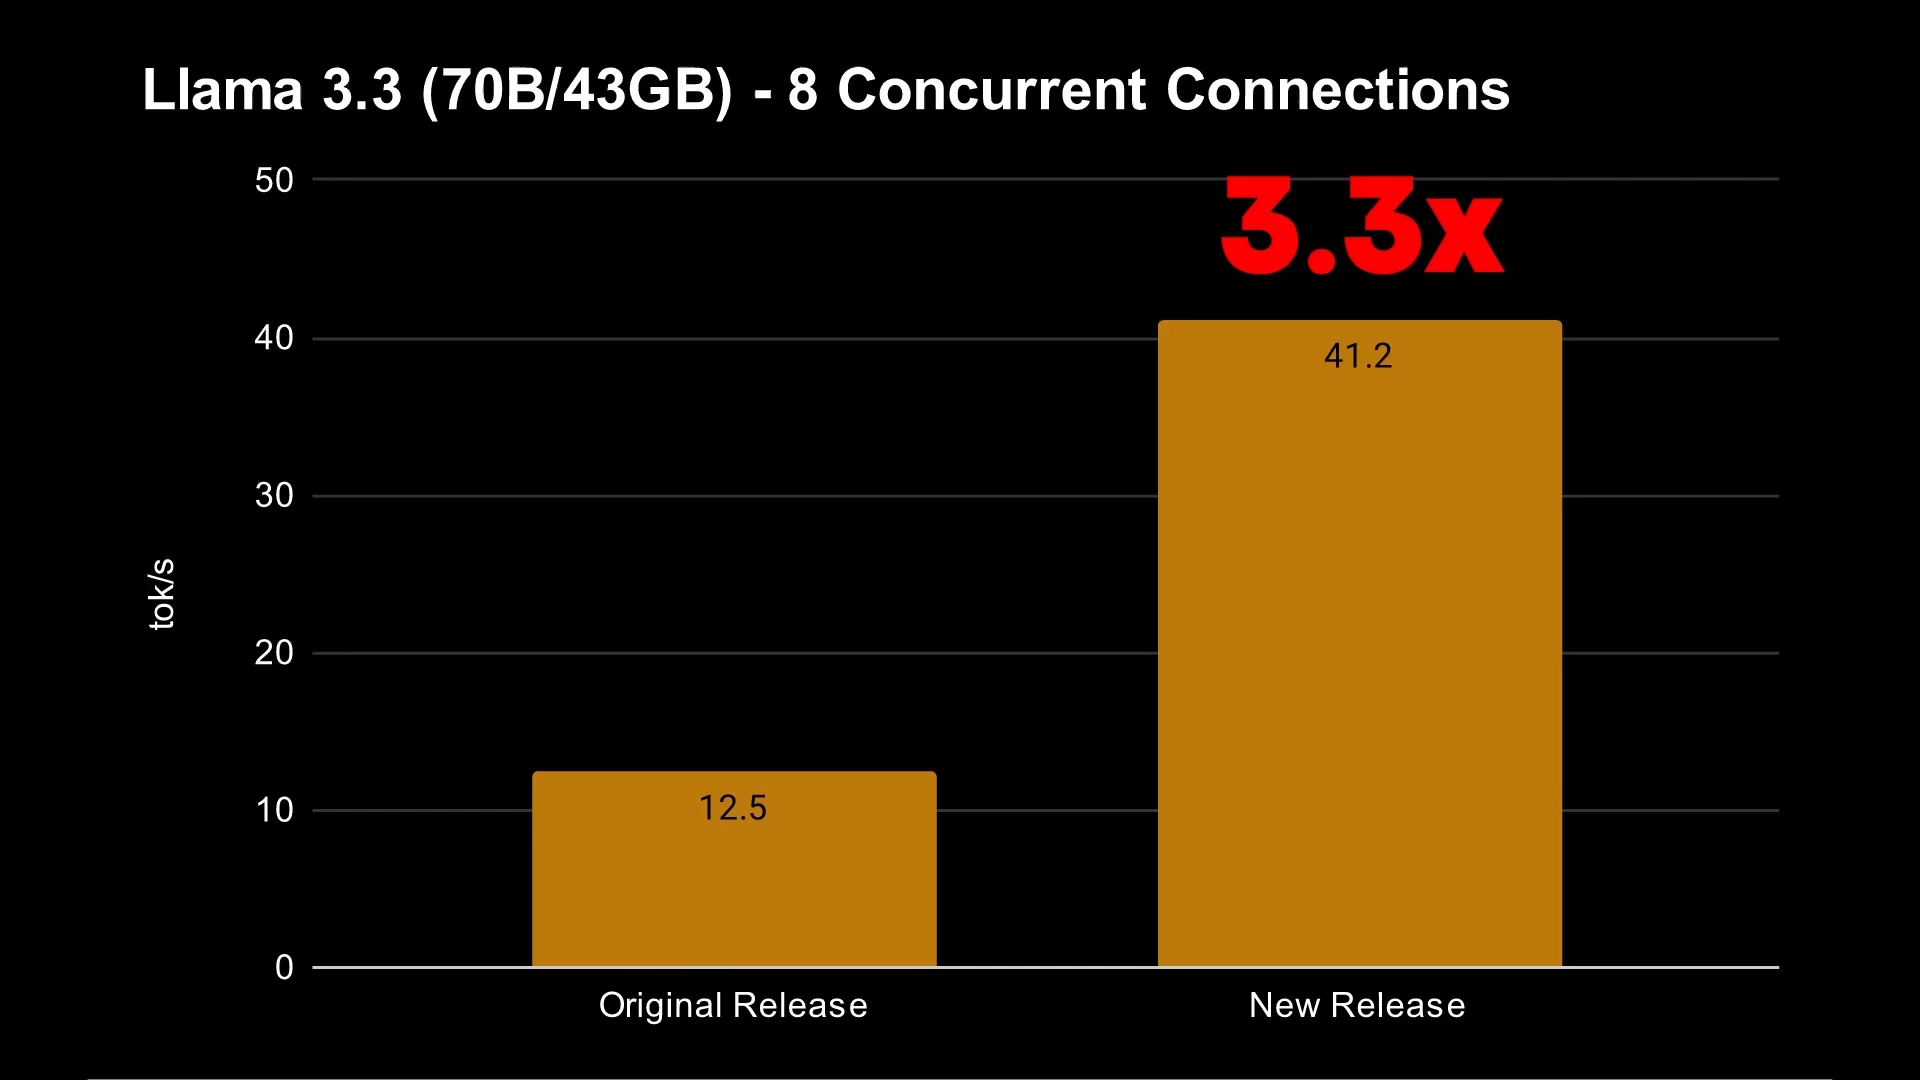 Llama 3.3 (70B/43GB) - 8 Concurrent Connections
50
3.3x
40
41.2
30
tok/s
20
10
12.5
0
Original Release
New Release